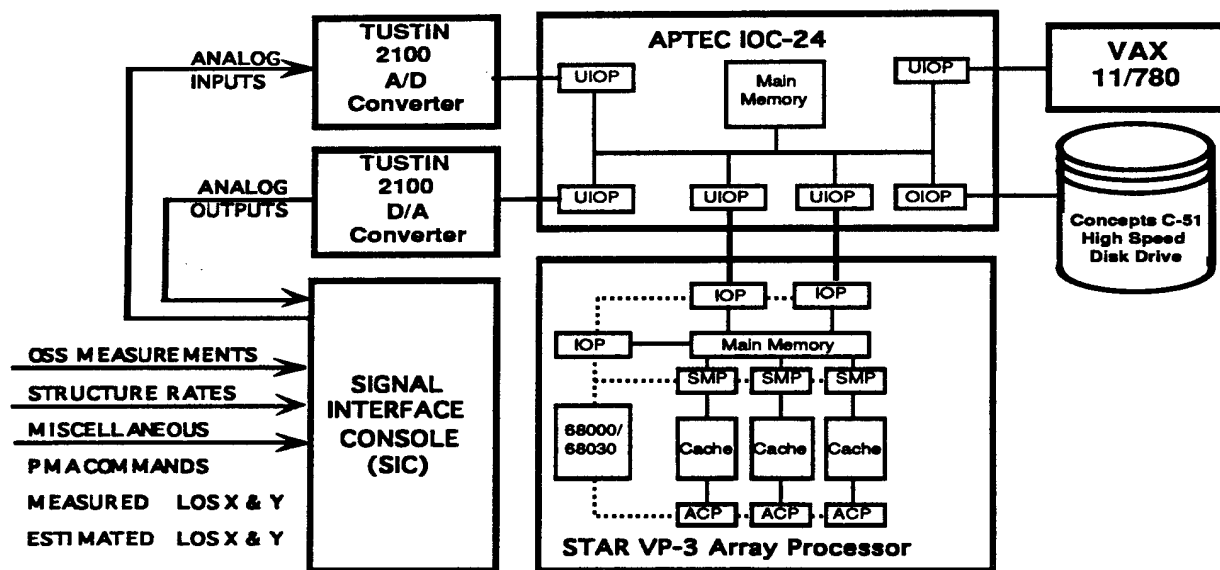 TUSTIN
2100
A/D
Converter
ANALOG
INPUTS
APTEC IOC-24
UIOP
Main
Memory
UIOP
VAX
11/780
TUSTIN
2100
D/A
Converter
ANALOG
OUTPUTS
UIOP
UIOP
UIOP
OIOP
Concepts C-51
High Speed
Disk Drive
IOP
IOP
IOP
Main Memory
SMP
SMP
SMP
68000/
68030
Cache
Cache
Cache
ACP
ACP
ACP
STAR VP-3 Array Processor
OSS MEASUREMENTS
STRUCTURE RATES
MISCELLANEOUS
PMA COMMANDS
MEASURED LOS X & Y
ESTIMATED LOS X & Y
SIGNAL
INTERFACE
CONSOLE
(SIC)